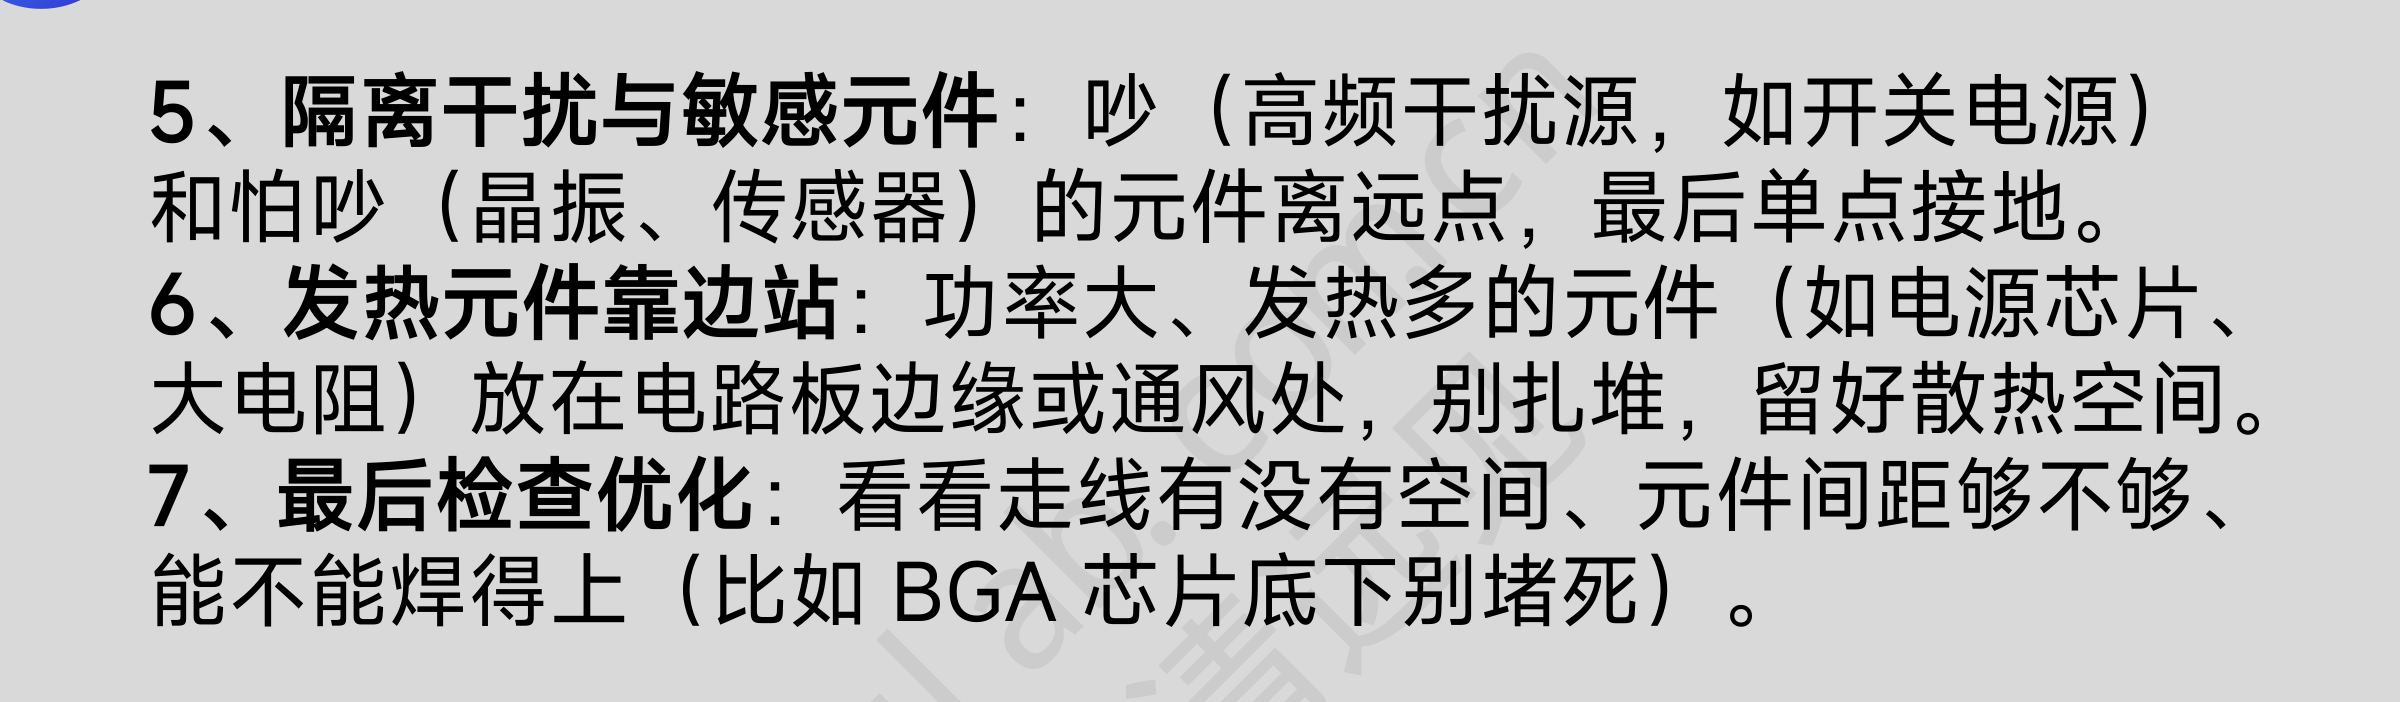 5、隔离干扰与敏感元件：吵（高频干扰源，如开关电源）
和怕吵（晶振、传感器）的元件离远点，最后单点接地。
6、发热元件靠边站：功率大、发热多的元件（如电源芯片、
大电阻）放在电路板边缘或通风处，别扎堆，留好散热空间。
7、最后检查优化：看看走线有没有空间、元件间距够不够、
能不能焊得上（比如 BGA 芯片底下别堵死）。
lab.com.cn
清远见